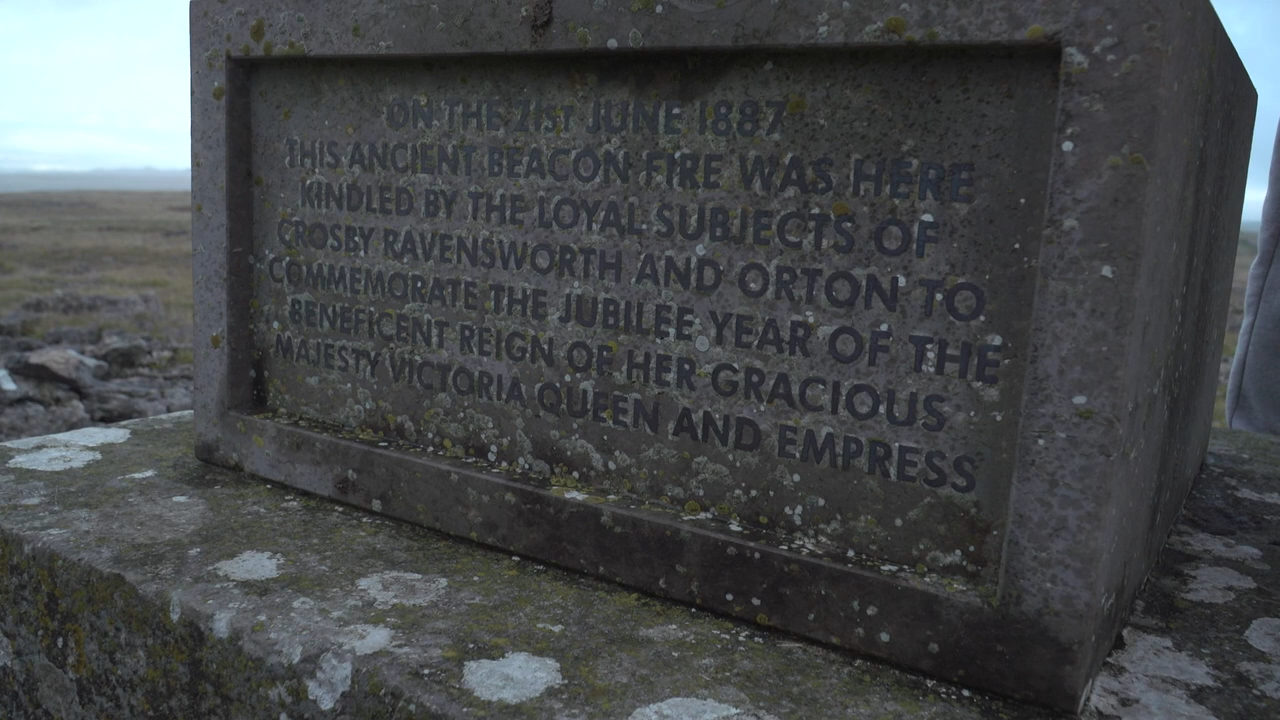 ON THE 21ST JUNE 1887
THIS ANCIENT BEACON FIRE WAS HERE
KINDLED BY THE LOYAL SUBJECTS OF
CROSBY RAVENSWORTH AND ORTON TO
COMMEMORATE THE JUBILEE YEAR OF THE
BENEFICENT REIGN OF HER GRACIOUS
MAJESTY VICTORIA QUEEN AND EMPRESS